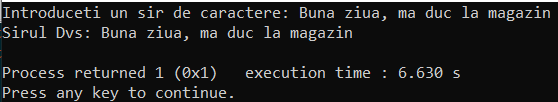 Introduceti un sir de caractere: Buna ziua, ma duc la magazin
Sirul Dvs: Buna ziua, ma duc la magazin
Process returned 1 (0x1)   execution time : 6.630 s
Press any key to continue.